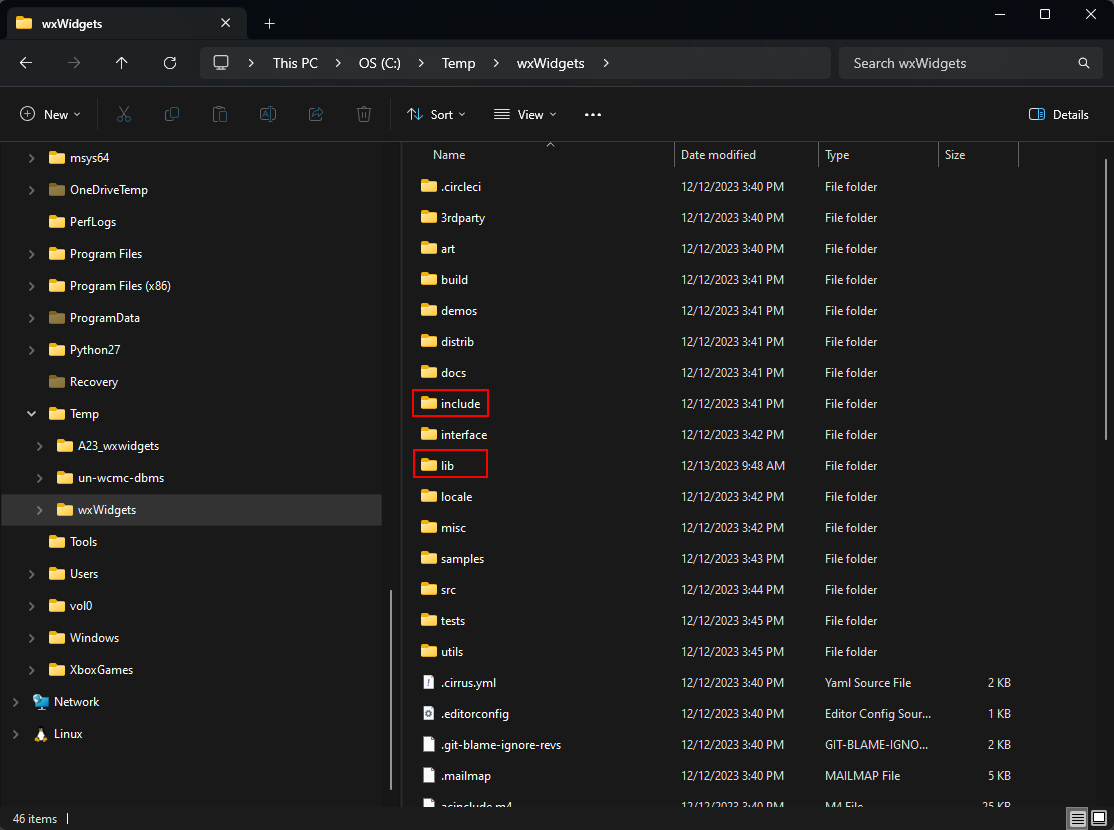 wxWidgets
This PC OS (C:) Temp wxWidgets
Search wxWidgets
New Sort View Details
msys64
OneDriveTemp
PerfLogs
Program Files
Program Files (x86)
ProgramData
Python27
Recovery
Temp
A23_wxwidgets
un-wcmc-dbms
wxWidgets
Tools
Users
vol0
Windows
XboxGames
Network
Linux
Name Date modified Type Size
.circleci 12/12/2023 3:40 PM File folder
3rdparty 12/12/2023 3:40 PM File folder
art 12/12/2023 3:40 PM File folder
build 12/12/2023 3:41 PM File folder
demos 12/12/2023 3:41 PM File folder
distrib 12/12/2023 3:41 PM File folder
docs 12/12/2023 3:41 PM File folder
include 12/12/2023 3:41 PM File folder
interface 12/12/2023 3:42 PM File folder
lib 12/13/2023 9:48 AM File folder
locale 12/12/2023 3:42 PM File folder
misc 12/12/2023 3:42 PM File folder
samples 12/12/2023 3:43 PM File folder
src 12/12/2023 3:44 PM File folder
tests 12/12/2023 3:45 PM File folder
utils 12/12/2023 3:45 PM File folder
.cirrus.yml 12/12/2023 3:40 PM Yaml Source File 2 KB
.editorconfig 12/12/2023 3:40 PM Editor Config Sour... 1 KB
.git-blame-ignore-revs 12/12/2023 3:40 PM GIT-BLAME-IGNO... 2 KB
.mailmap 12/12/2023 3:40 PM MAILMAP File 5 KB
acinclude.m4 12/12/2023 3:40 PM M4 File 25 KB
46 items